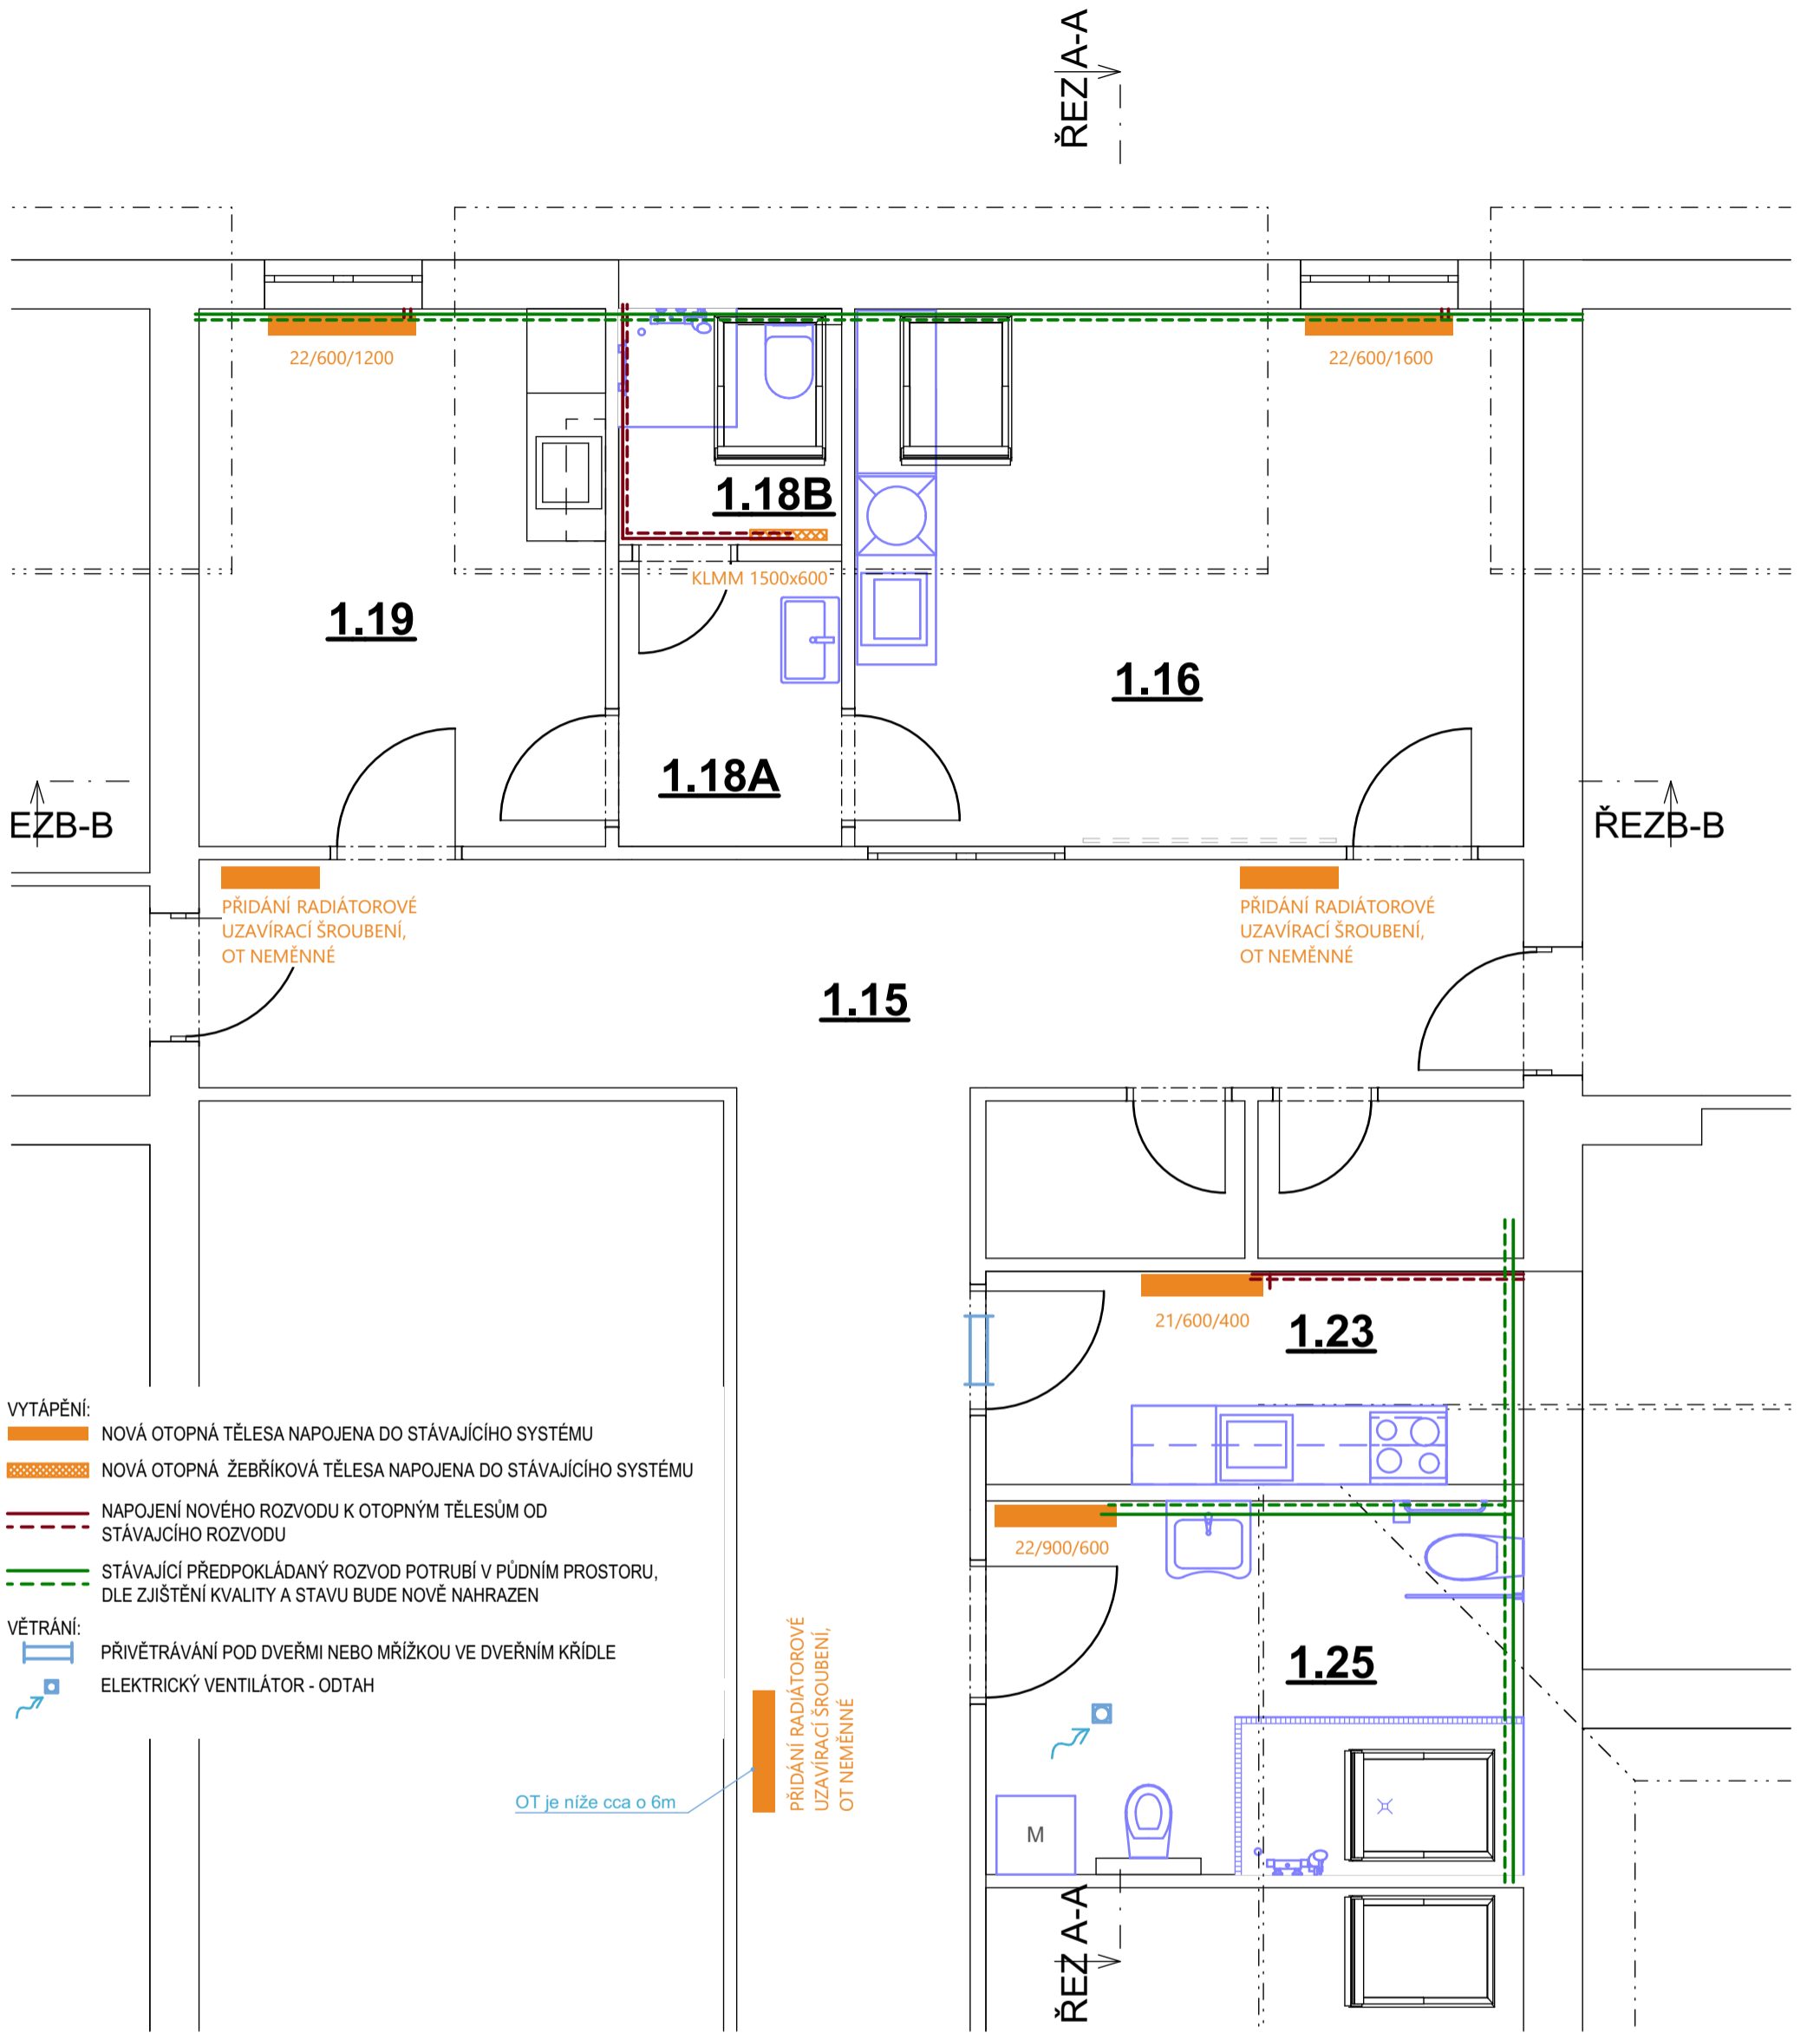 ŘEZ A-A
22/600/1200
22/600/1600
1.18B
KLMM 1500x600
1.19
1.16
1.18A
EZB-B
ŘEZB-B
PŘIDÁNÍ RADIÁTOROVÉ
UZAVÍRACÍ ŠROUBENÍ,
OT NEMĚNNÉ
PŘIDÁNÍ RADIÁTOROVÉ
UZAVÍRACÍ ŠROUBENÍ,
OT NEMĚNNÉ
1.15
21/600/400
1.23
VYTÁPĚNÍ:
NOVÁ OTOPNÁ TĚLESA NAPOJENA DO STÁVAJÍCÍHO SYSTÉMU
NOVÁ OTOPNÁ ŽEBŘÍKOVÁ TĚLESA NAPOJENA DO STÁVAJÍCÍHO SYSTÉMU
NAPOJENÍ NOVÉHO ROZVODU K OTOPNÝM TĚLESŮM OD
STÁVAJCÍHO ROZVODU
STÁVAJÍCÍ PŘEDPOKLÁDANÝ ROZVOD POTRUBÍ V PŮDNÍM PROSTORU,
DLE ZJIŠTĚNÍ KVALITY A STAVU BUDE NOVĚ NAHRAZEN
VĚTRÁNÍ:
PŘIVĚTRÁVÁNÍ POD DVEŘMI NEBO MŘÍŽKOU VE DVEŘNÍM KŘÍDLE
ELEKTRICKÝ VENTILÁTOR - ODTAH
22/900/600
1.25
PŘIDÁNÍ RADIÁTOROVÉ
UZAVÍRACÍ ŠROUBENÍ,
OT NEMĚNNÉ
OT je níže cca o 6m
M
ŘEZ A-A